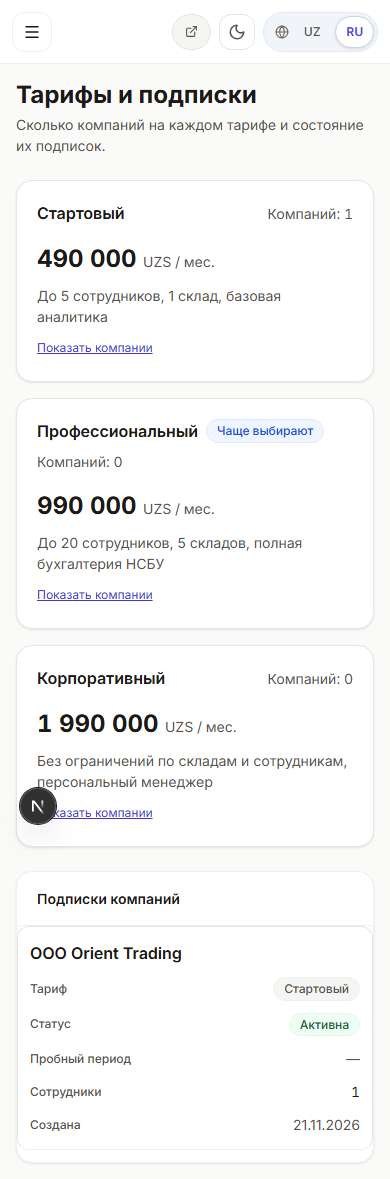 UZ
RU
Тарифы и подписки
Сколько компаний на каждом тарифе и состояние
их подписок.
Стартовый
Компаний: 1
490 000 UZS / мес.
До 5 сотрудников, 1 склад, базовая
аналитика
Показать компании
Профессиональный
Чаще выбирают
Компаний: 0
990 000 UZS / мес.
До 20 сотрудников, 5 складов, полная
бухгалтерия НСБУ
Показать компании
Корпоративный
Компаний: 0
1 990 000 UZS / мес.
Без ограничений по складам и сотрудникам,
персональный менеджер
компании
Подписки компаний
ООО Orient Trading
Тариф
Стартовый
Статус
Активна
Пробный период
—
Сотрудники
1
Создана
21.11.2026